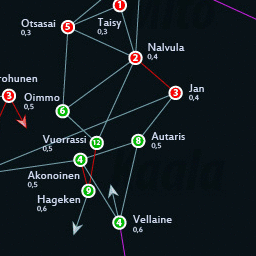 1
Otsasai
0,3
5
Taisy
0,3
Nalvula
0,4
2
rohunen
3
Oimmo
0,5
6
Jan
0,4
3
Vuorrassi
0,5
12
8
Autaris
0,5
4
Akonoinen
0,5
9
Hageken
0,6
4
Vellaine
0,6